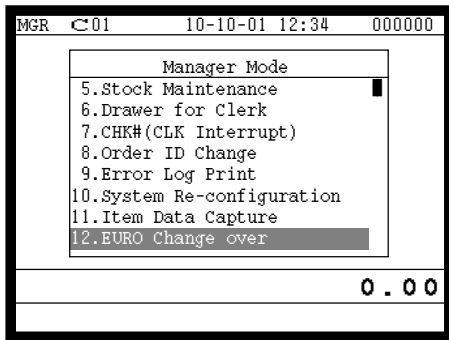 MGR C01 10-10-01 12:34 000000
Manager Mode
5.Stock Maintenance
6.Drawer for Clerk
7.CHK#(CLK Interrupt)
8.Order ID Change
9.Error Log Print
10.System Re-configuration
11.Item Data Capture
12.EURO Change over
0.00